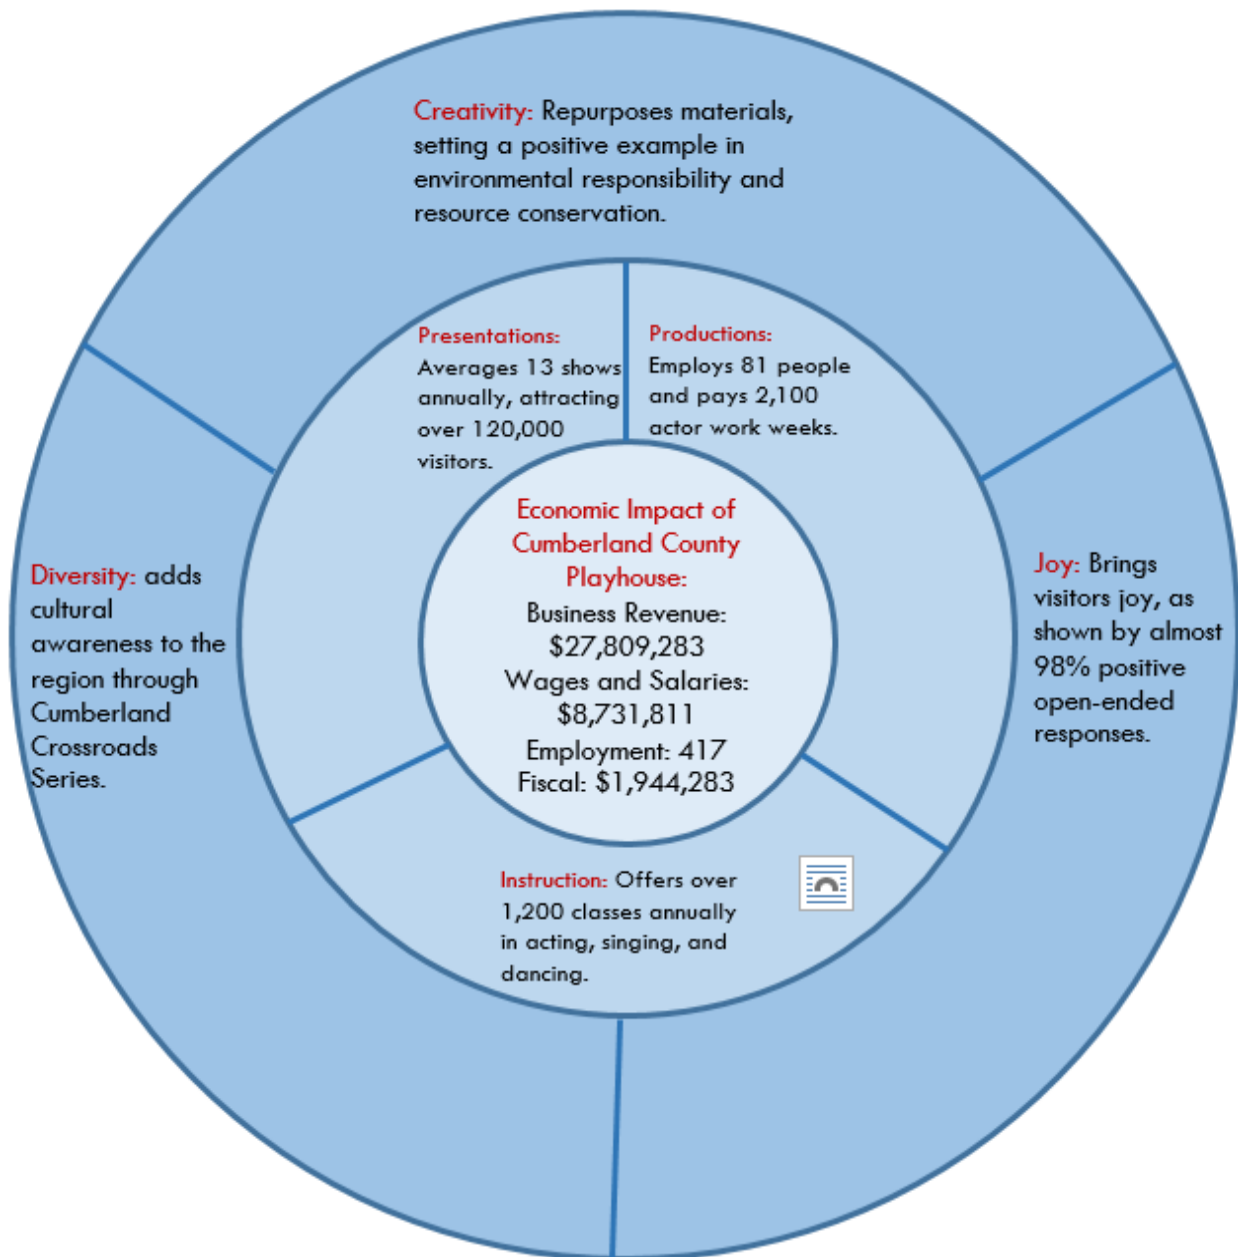 Creativity: Repurposes materials,
setting a positive example in
environmental responsibility and
resource conservation.
Presentations:
Averages 13 shows
annually, attracting
over 120,000
visitors.
Productions:
Employs 81 people
and pays 2,100
actor work weeks.
Economic Impact of
Cumberland County
Playhouse:
Business Revenue:
$27,809,283
Wages and Salaries:
$8,731,811
Employment: 417
Fiscal: $1,944,283
Diversity: adds
cultural
awareness to the
region through
Cumberland
Crossroads
Series.
Joy: Brings
visitors joy, as
shown by almost
98% positive
open-ended
responses.
Instruction: Offers over
1,200 classes annually
in acting, singing, and
dancing.